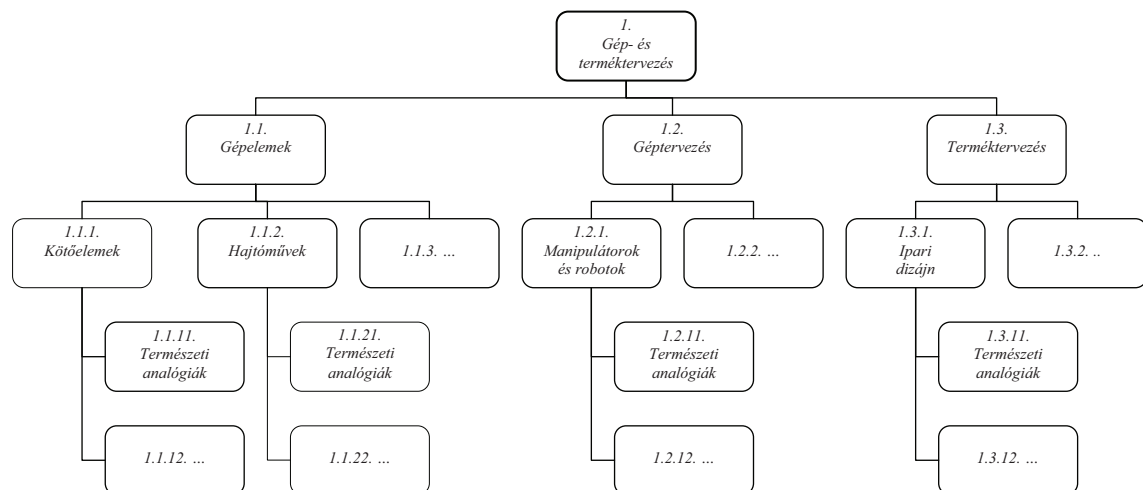 1.
Gép- és
terméktervezés
1.1.
Gépelemek
1.2.
Géptervezés
1.3.
Terméktervezés
1.1.1.
Kötőelemek
1.1.2.
Hajtóművek
1.1.3. ...
1.2.1.
Manipulátorok
és robotok
1.2.2. ...
1.3.1.
Ipari
dizájn
1.3.2. ..
1.1.11.
Természeti
analógiák
1.1.21.
Természeti
analógiák
1.2.11.
Természeti
analógiák
1.3.11.
Természeti
analógiák
1.1.12. ...
1.1.22. ...
1.2.12. ...
1.3.12. ...